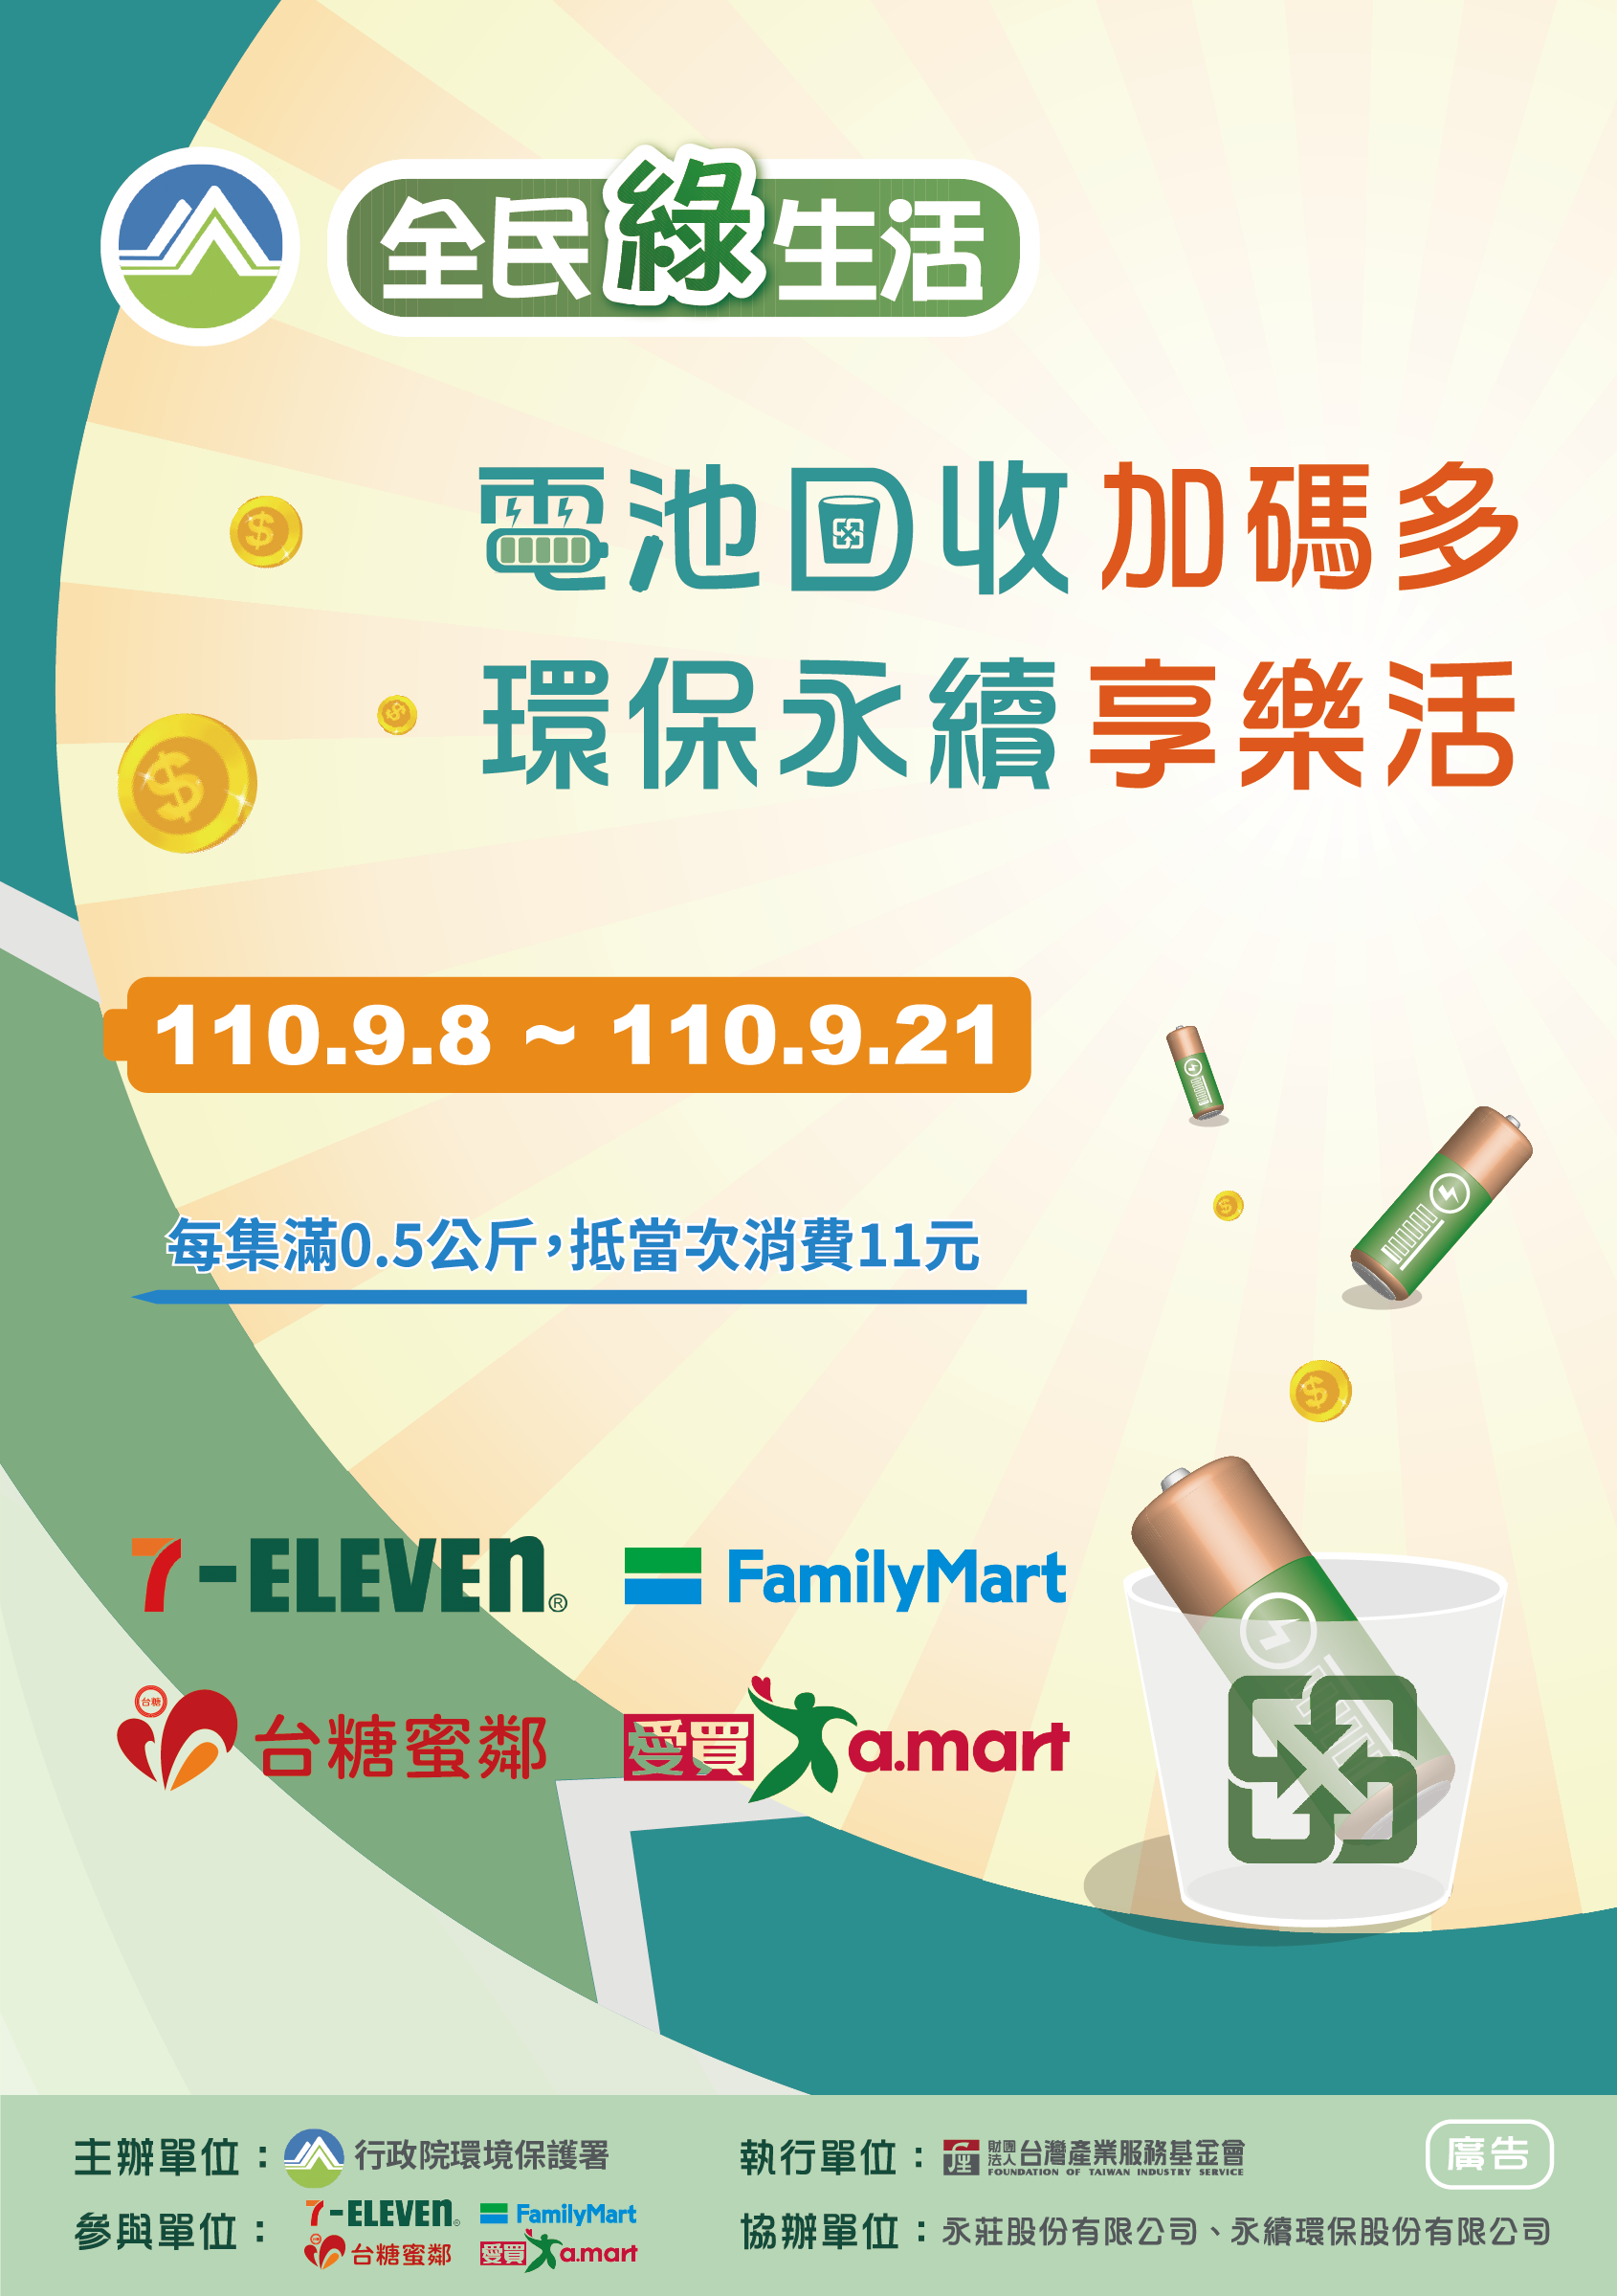 全民綠生活
電池回收加碼多
環保永續享樂活
110.9.8 ~ 110.9.21
每集滿0.5公斤，抵當次消費11元
7-ELEVEN® FamilyMart
台糖 台糖蜜鄰 愛買 a.mart
主辦單位： 行政院環境保護署
執行單位： 財團法人台灣產業服務基金會
FOUNDATION OF TAIWAN INDUSTRY SERVICE
廣告
參與單位： 7-ELEVEN® FamilyMart
台糖蜜鄰 愛買 a.mart
協辦單位：永莊股份有限公司、永續環保股份有限公司